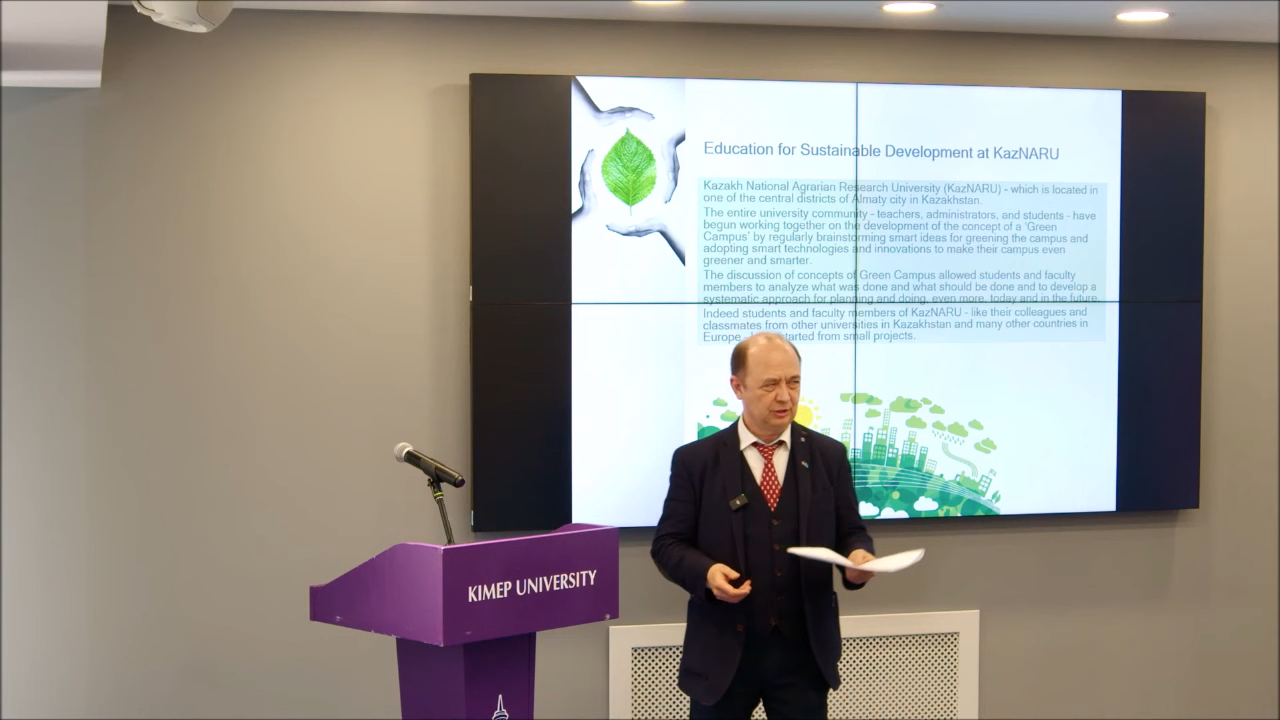 Education for Sustainable Development at KazNARU
Kazakh National Agrarian Research University (KazNARU) - which is located in
one of the central districts of Almaty city in Kazakhstan.
The entire university community - teachers, administrators, and students - have
begun working together on the development of the concept of a 'Green
Campus' by regularly brainstorming smart ideas for greening the campus and
adopting smart technologies and innovations to make their campus even
greener and smarter.
The discussion of concepts of Green Campus allowed students and faculty
members to analyze what was done and what should be done and to develop a
systematic approach for planning and doing, even more, today and in the future.
Indeed students and faculty members of KazNARU - like their colleagues and
classmates from other universities in Kazakhstan and many other countries in
Europe - started from small projects.
KIMEP UNIVERSITY